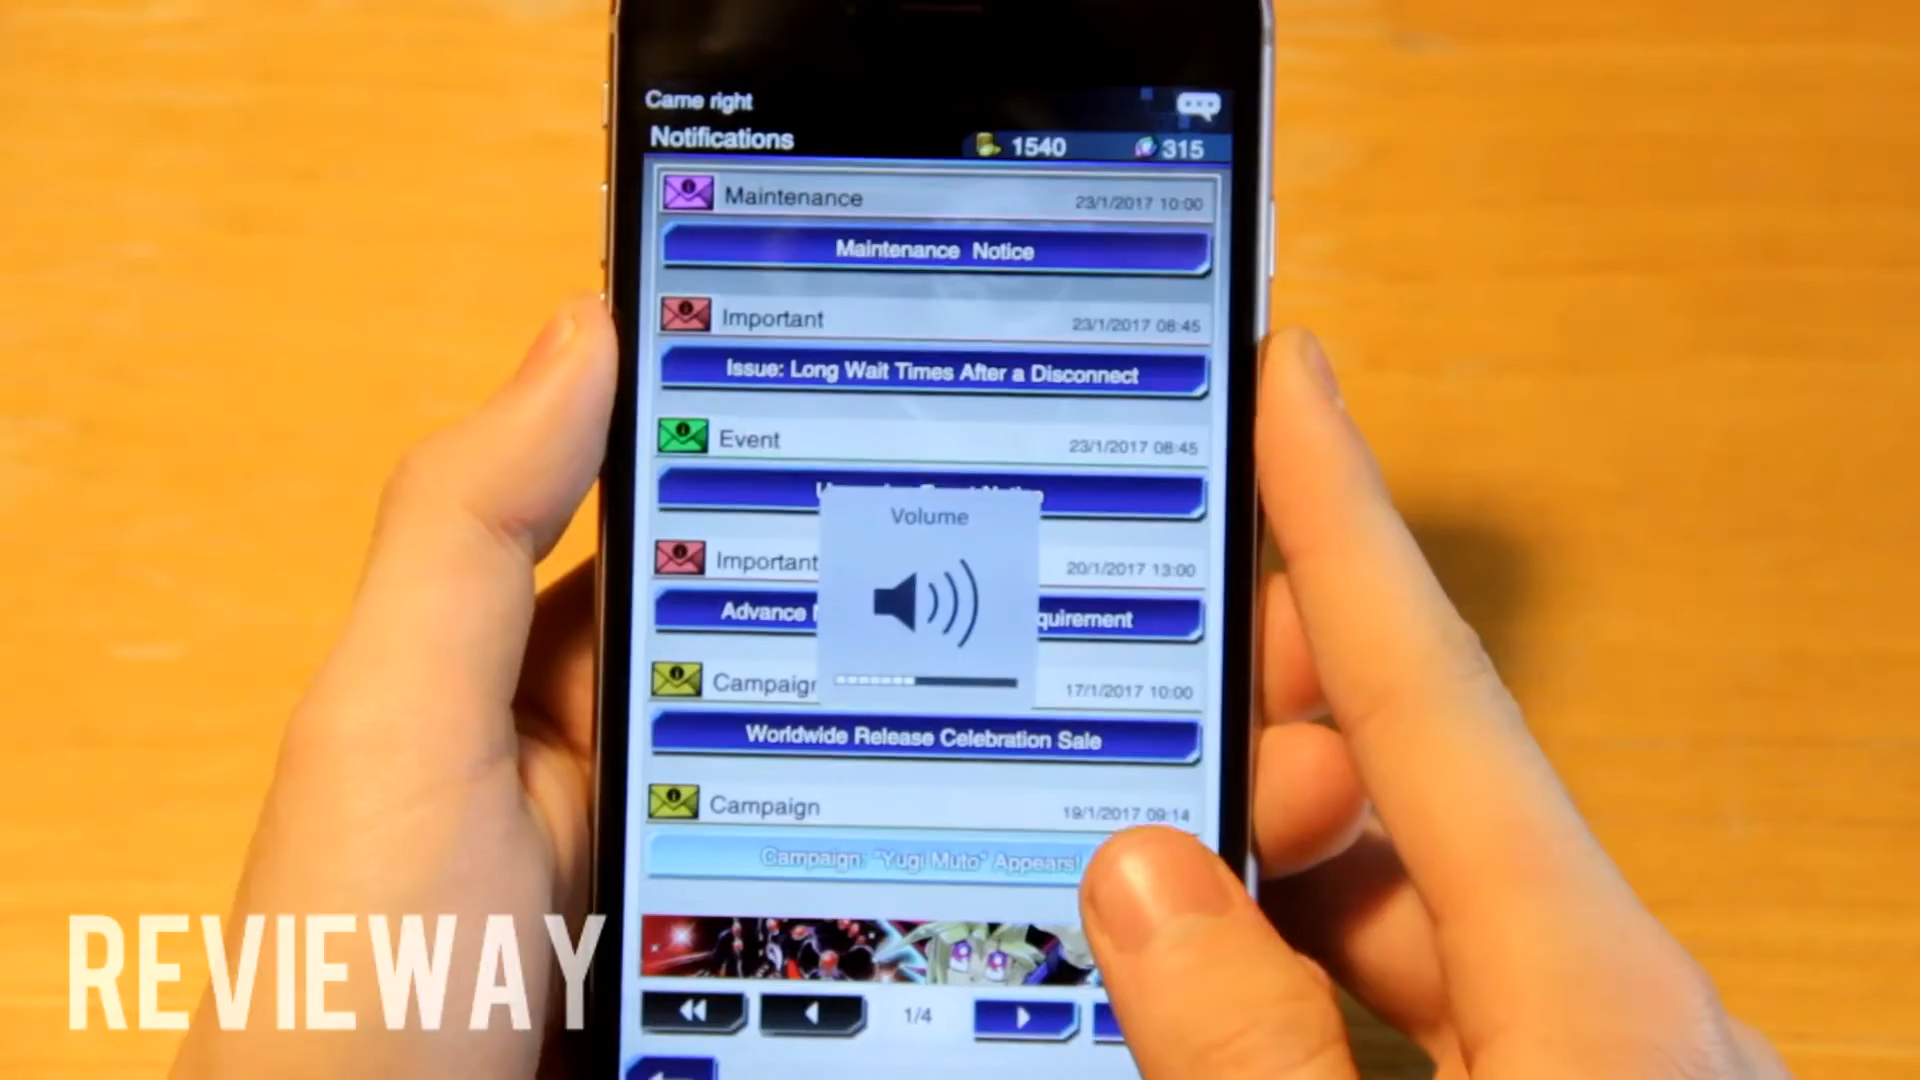 Came right
Notifications
1540
315
Maintenance
23/1/2017 10:00
Maintenance Notice
Important
23/1/2017 08:45
Issue: Long Wait Times After a Disconnect
Event
23/1/2017 08:45
Volume
Important
20/1/2017 13:00
Advance
quirement
Campaign
17/1/2017 10:00
Worldwide Release Celebration Sale
Campaign
19/1/2017 09:14
Campaign: "Yugi Muto" Appears!
1/4
REVIEWAY